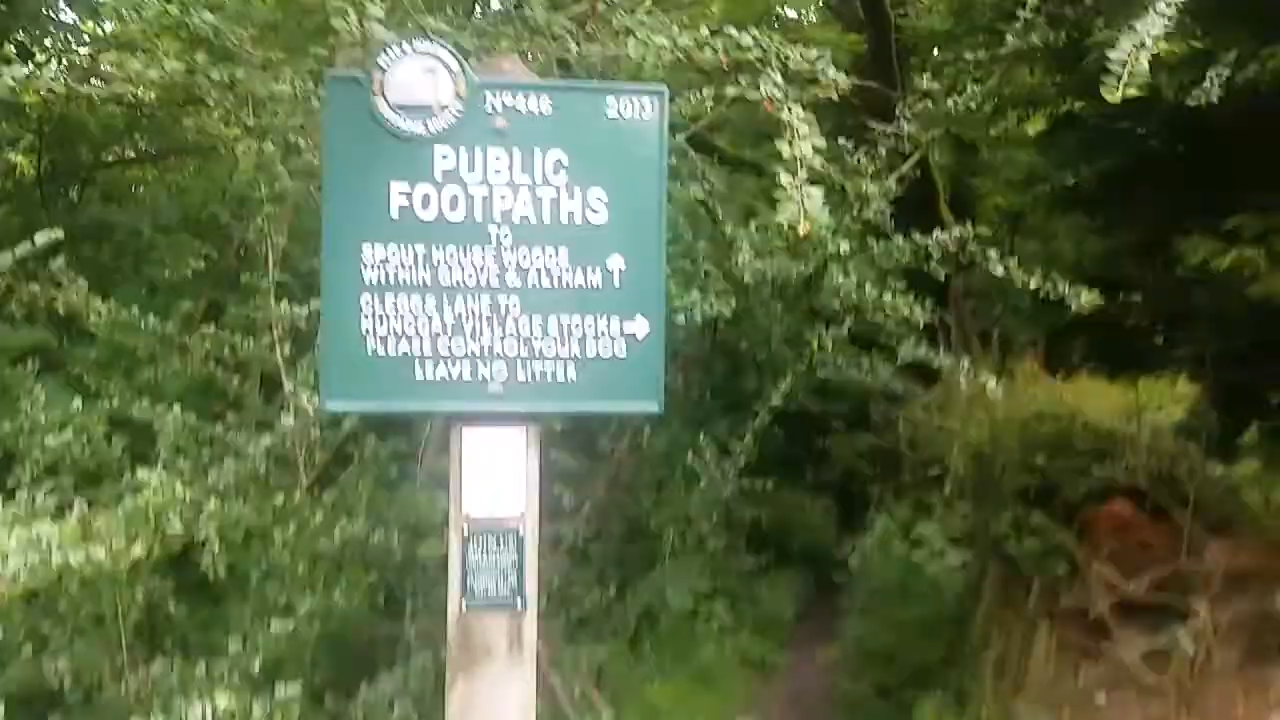 Nº446 2013
PUBLIC
FOOTPATHS
TO
SPOUT HOUSE WOODS
WITHIN GROVE & ALTHAM
CLEGGS LANE TO
HUNCOAT VILLAGE STOCKS
PLEASE CONTROL YOUR DOG
LEAVE NO LITTER